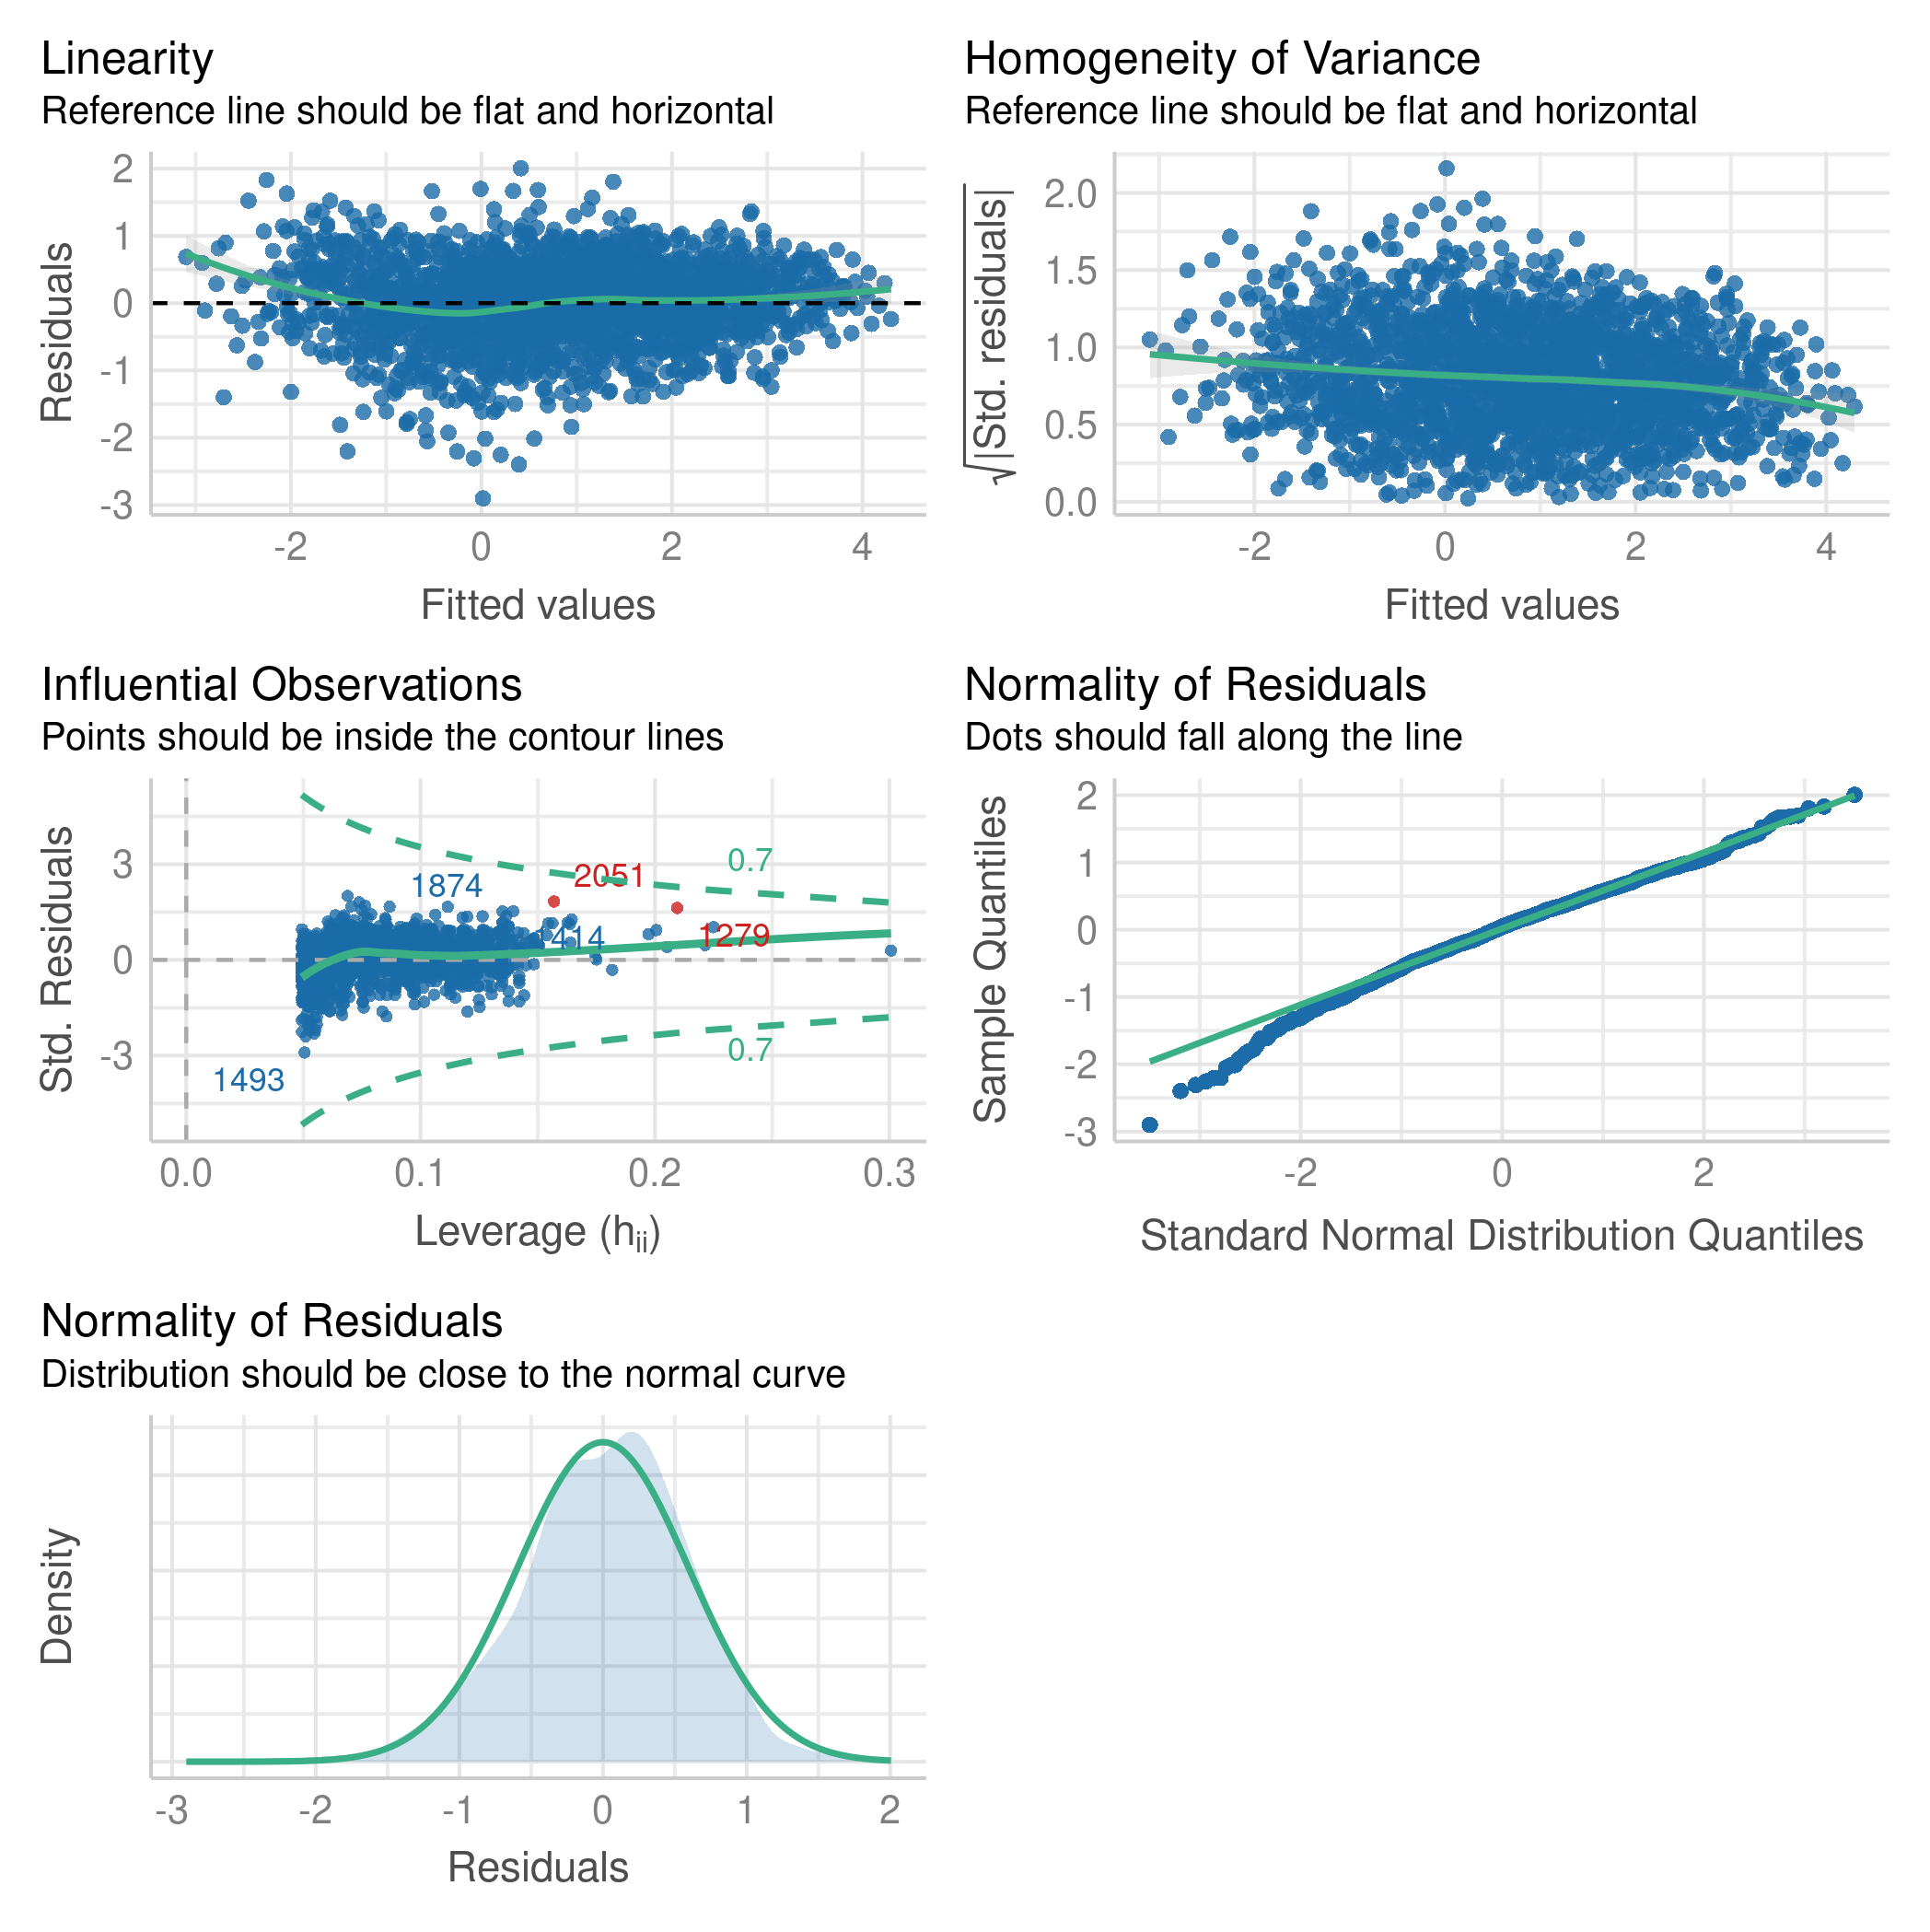 Linearity
Reference line should be flat and horizontal
2
1
0
-1
-2
-3
Residuals
-2 0 2 4
Fitted values
Homogeneity of Variance
Reference line should be flat and horizontal
2.0
1.5
1.0
0.5
0.0
√|Std. residuals|
-2 0 2 4
Fitted values
Influential Observations
Points should be inside the contour lines
3
0
-3
Std. Residuals
0.7
2051
1874
1414
1279
0.7
1493
0.0 0.1 0.2 0.3
Leverage (hii)
Normality of Residuals
Dots should fall along the line
2
1
0
-1
-2
-3
Sample Quantiles
-2 0 2
Standard Normal Distribution Quantiles
Normality of Residuals
Distribution should be close to the normal curve
Density
-3 -2 -1 0 1 2
Residuals